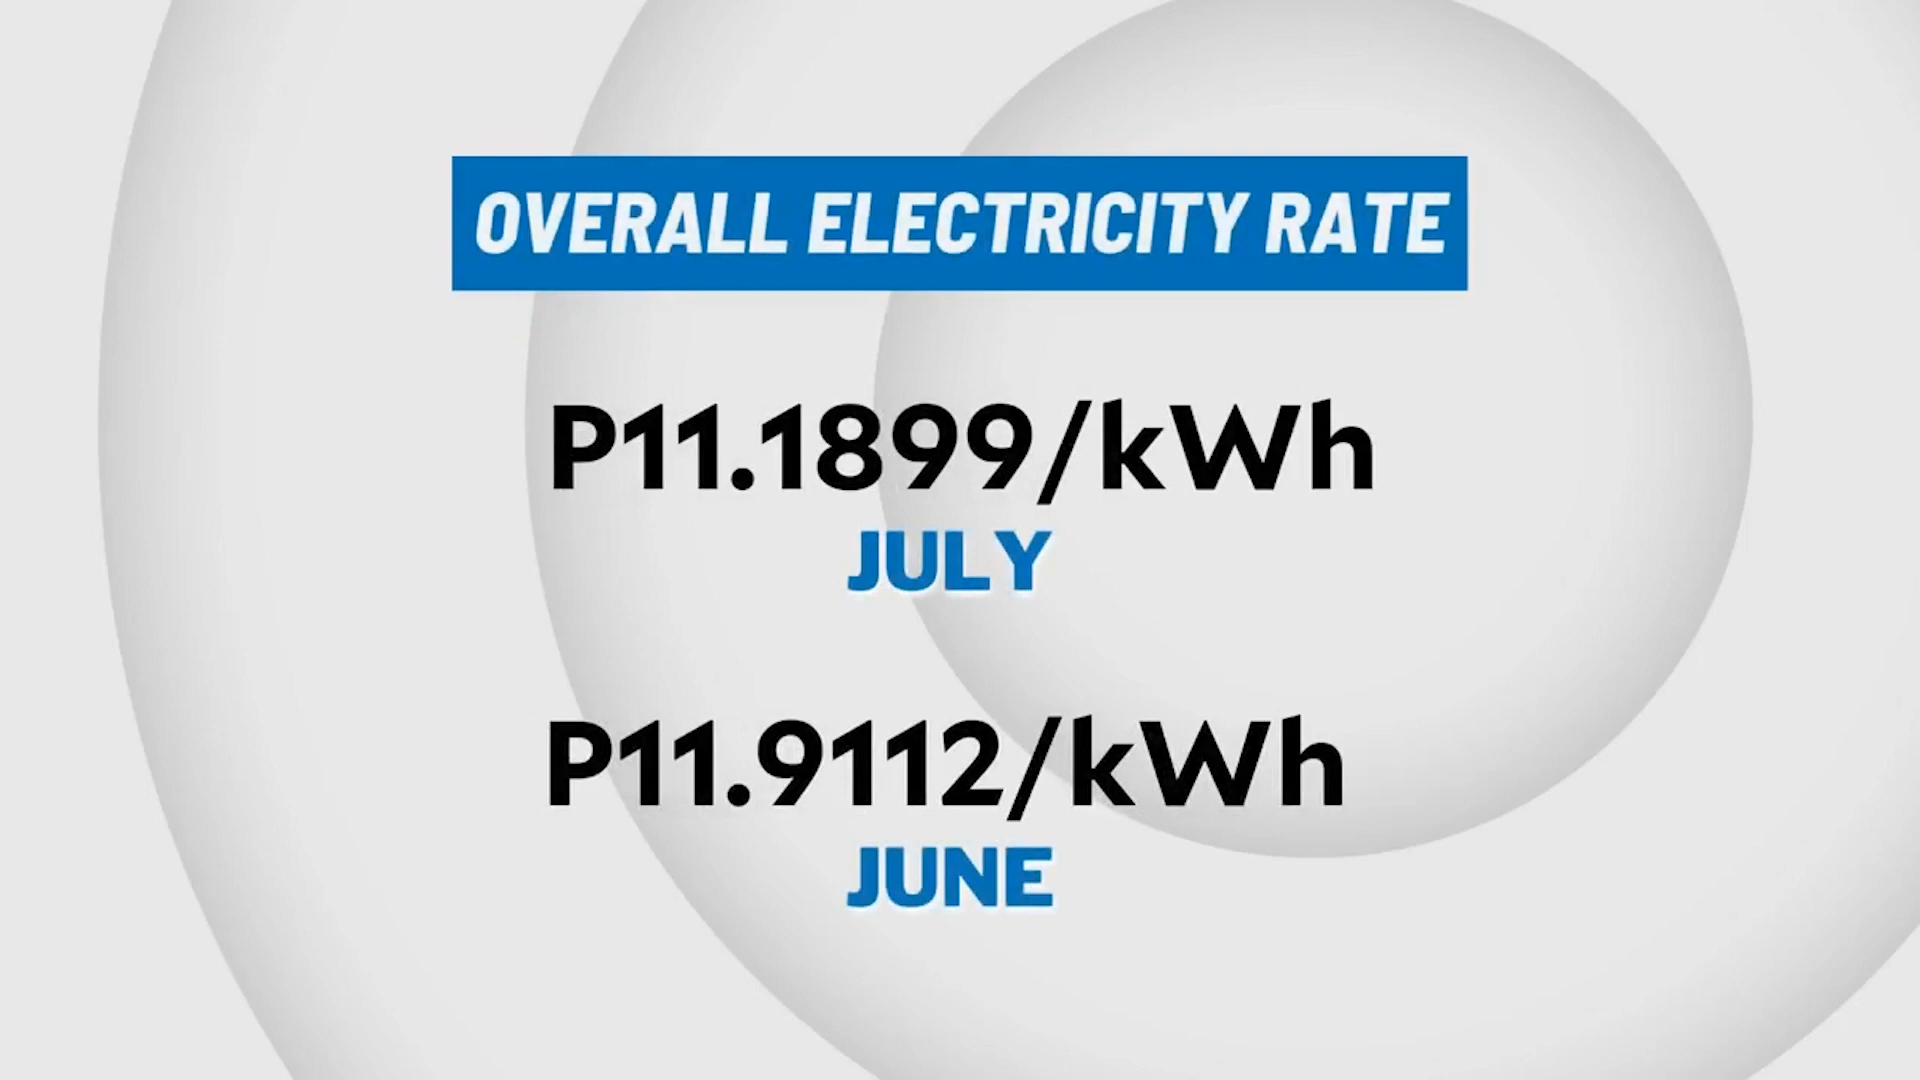 OVERALL ELECTRICITY RATE
P11.1899/kWh
JULY
P11.9112/kWh
JUNE